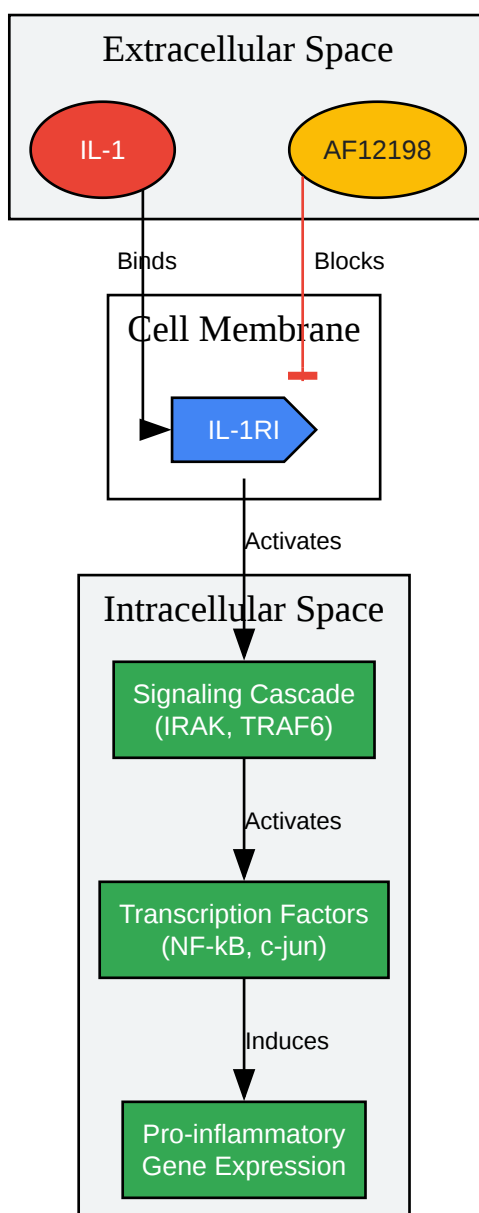 Extracellular Space
IL-1
AF12198
Binds
Blocks
Cell Membrane
IL-1RI
Activates
Intracellular Space
Signaling Cascade
(IRAK, TRAF6)
Activates
Transcription Factors
(NF-kB, c-jun)
Induces
Pro-inflammatory
Gene Expression